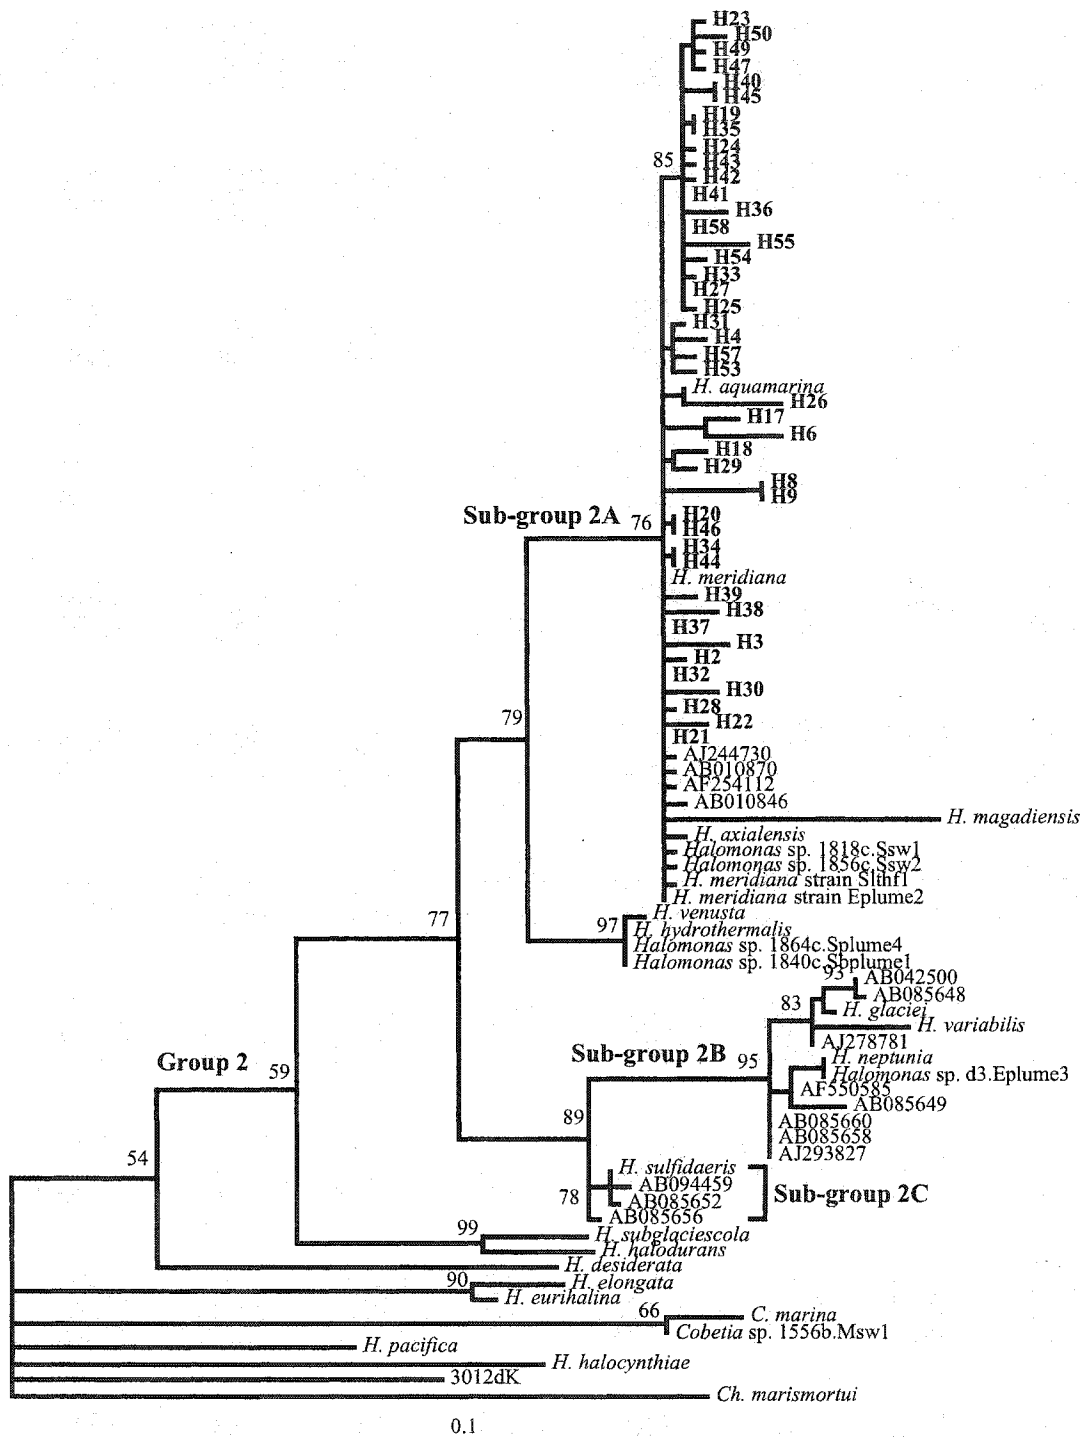 H23
H50
H49
H47
H40
H45
H19
H35
H24
H43
85
H42
H41
H36
H58
H55
H54
H33
H27
H25
H31
H4
H57
H53
H. aquamarina
H26
H17
H6
H18
H29
H8
H9
Sub-group 2A 76
H20
H46
H34
H44
H. meridiana
H39
H38
H37
H3
H2
H32
H30
H28
79
H22
H21
AJ244730
AB010870
AF254112
AB010846
H. magadiensis
H. axialensis
Halomonas sp. 1818c.Ssw1
Halomonas sp. 1856c.Ssw2
H. meridiana strain Slthf1
H. meridiana strain Eplume2
77
H. venusta
97
H. hydrothermalis
Halomonas sp. 1864c.Splume4
Halomonas sp. 1840c.Sbplume1
93
AB042500
AB085648
83
H. glaciei
H. variabilis
AJ278781
Sub-group 2B 95
H. neptunia
Group 2 59
Halomonas sp. d3.Eplume3
AF550585
AB085649
89
AB085660
AB085658
54
AJ293827
H. sulfidaeris
AB094459
78
Sub-group 2C
AB085652
AB085656
99
H. subglaciescola
H. halodurans
H. desiderata
90
H. elongata
H. eurihalina
66
C. marina
Cobetia sp. 1556b.Msw1
H. pacifica
H. halocynthiae
3012dK
Ch. marismortui
0.1